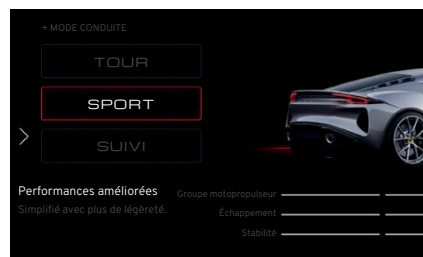 + MODE CONDUITE
TOUR
SPORT
SUIVI
Performances améliorées
Simplifié avec plus de légèreté.
Groupe motopropulseur
Échappement
Stabilité